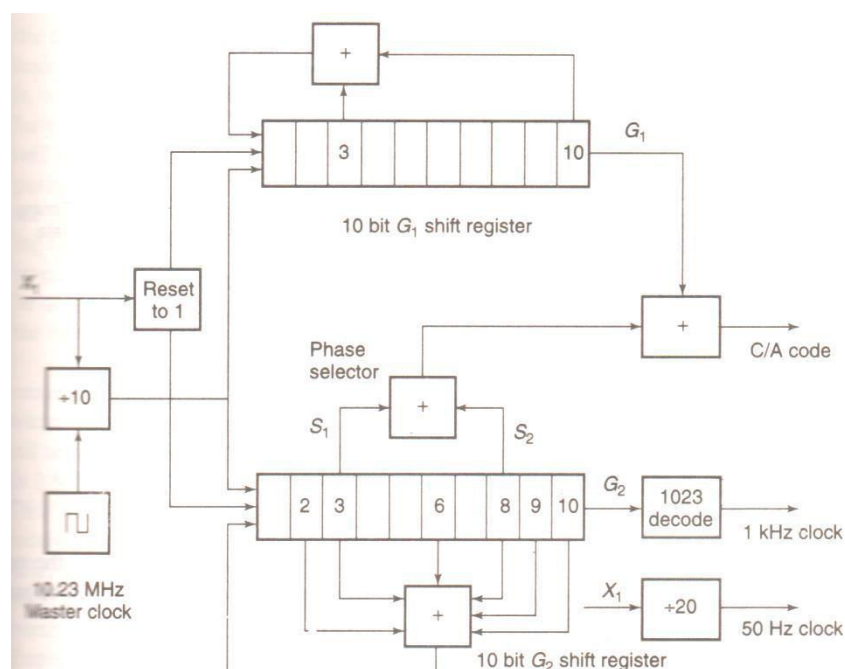 +
3
10
G1
10 bit G1 shift register
X1
Reset
to 1
+
C/A code
Phase
selector
÷10
+
S1
S2
2
3
6
8
9
10
G2
1023
decode
1 kHz clock
10.23 MHz
Master clock
+
X1
÷20
50 Hz clock
10 bit G2 shift register